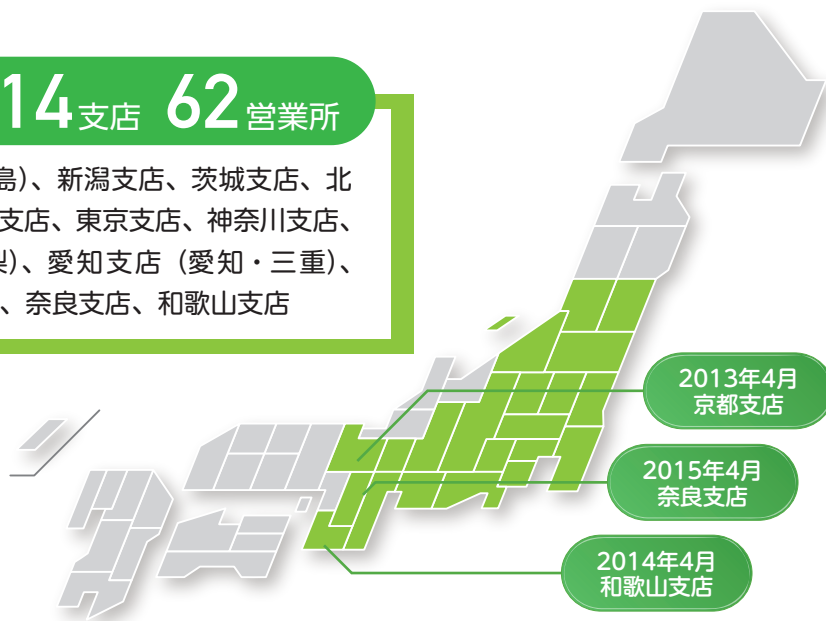 14支店 62営業所
島)、新潟支店、茨城支店、北
支店、東京支店、神奈川支店、
梨)、愛知支店（愛知・三重)、
、奈良支店、和歌山支店
2013年4月
京都支店
2015年4月
奈良支店
2014年4月
和歌山支店